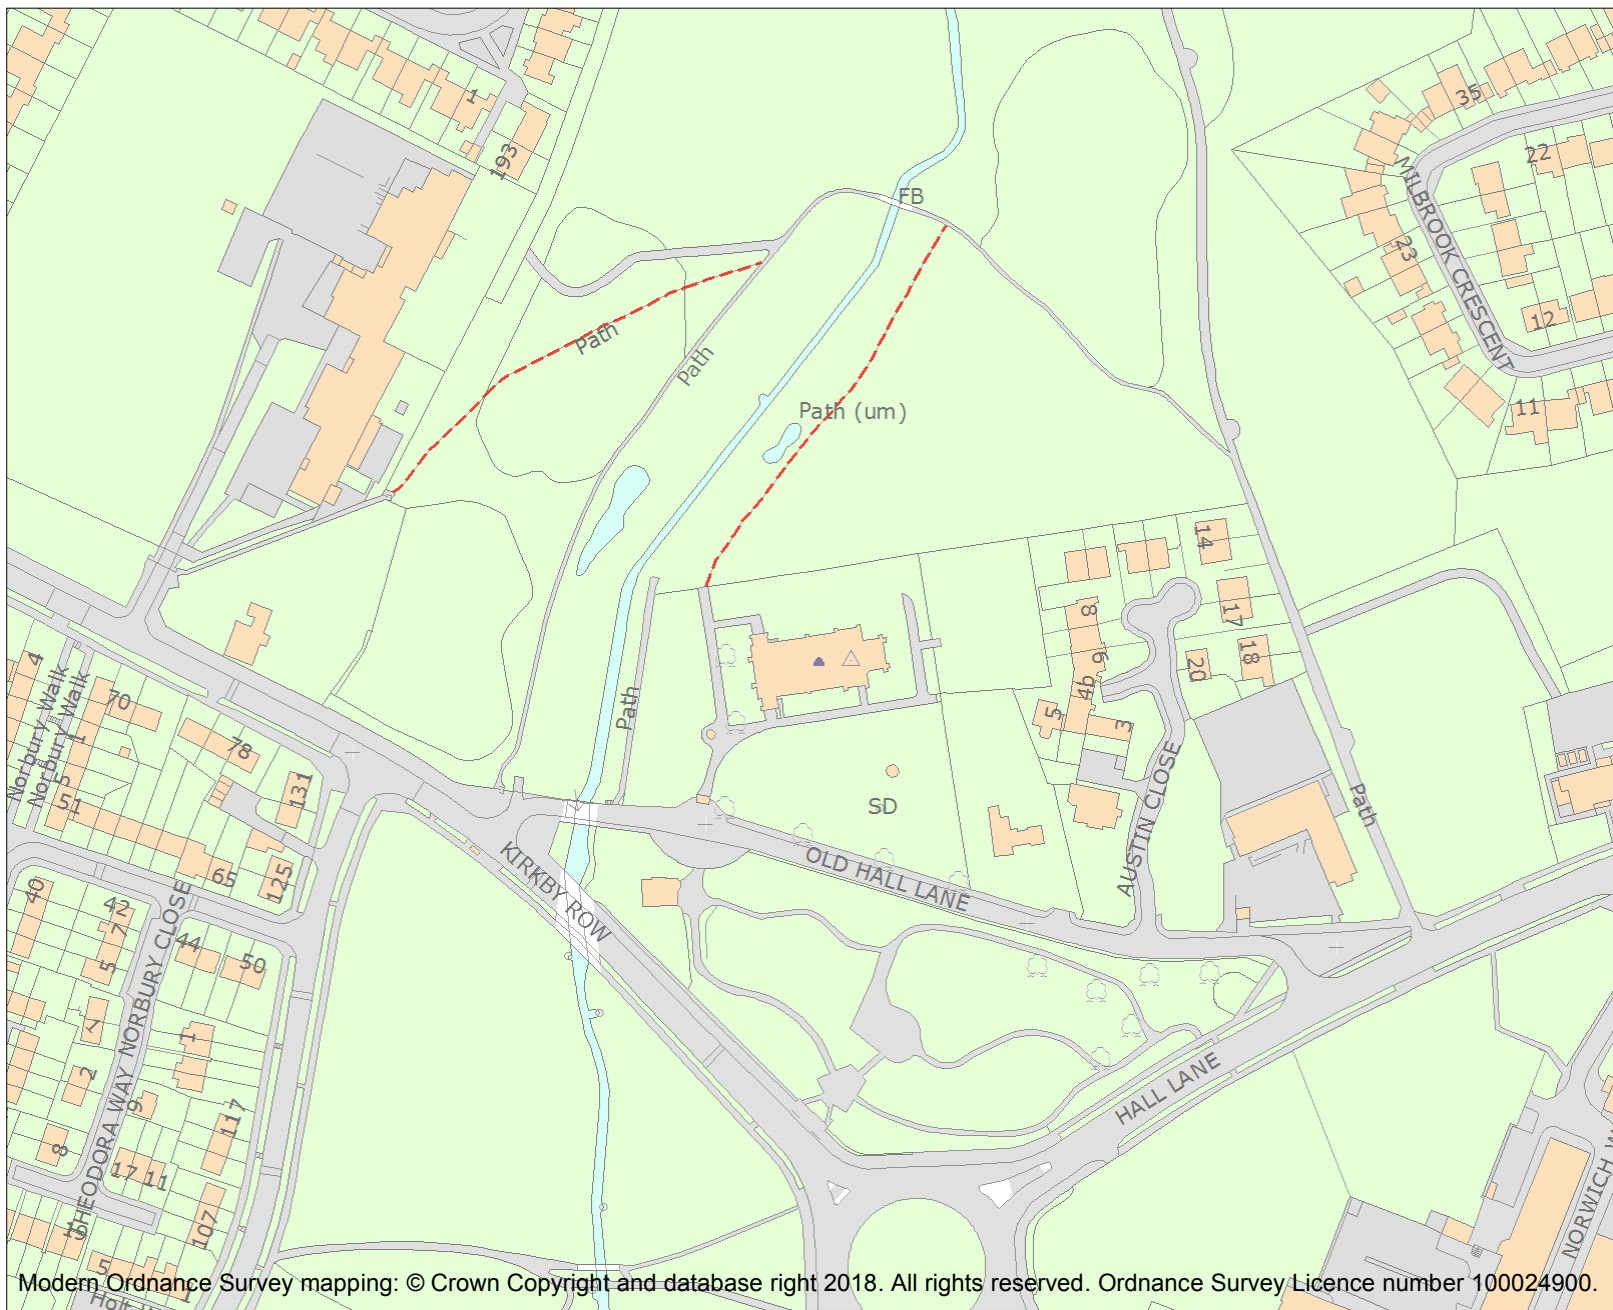 1
193
FB
35
22
MILBROOK CRESCENT
23
12
11
Path
Path
Path (um)
14
17
18
20
8
6
4b
5
3
4
Norbury Walk
Norbury Walk
70
1
78
131
5
51
65
125
Path
SD
AUSTIN CLOSE
Path
KIRKBY ROW
OLD HALL LANE
40
42
7
5
44
50
1
1
2
9
8
17
11
117
107
THEODORA WAY
NORBURY CLOSE
HALL LANE
NORWICH W
5
1
Modern Ordnance Survey mapping: © Crown Copyright and database right 2018. All rights reserved. Ordnance Survey Licence number 100024900.